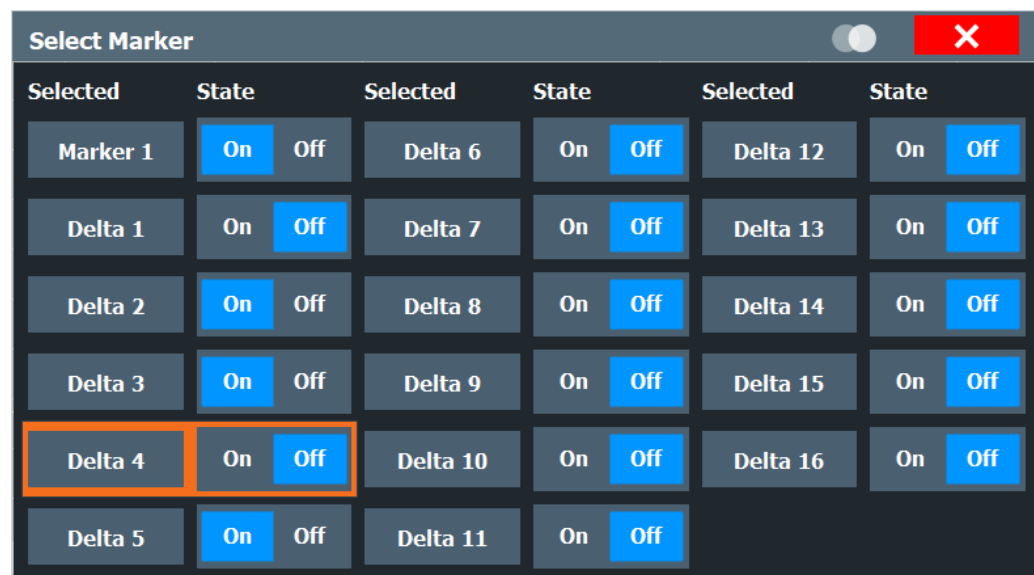 Select Marker
Selected State Selected State Selected State
Marker 1 On Off Delta 6 On Off Delta 12 On Off
Delta 1 On Off Delta 7 On Off Delta 13 On Off
Delta 2 On Off Delta 8 On Off Delta 14 On Off
Delta 3 On Off Delta 9 On Off Delta 15 On Off
Delta 4 On Off Delta 10 On Off Delta 16 On Off
Delta 5 On Off Delta 11 On Off